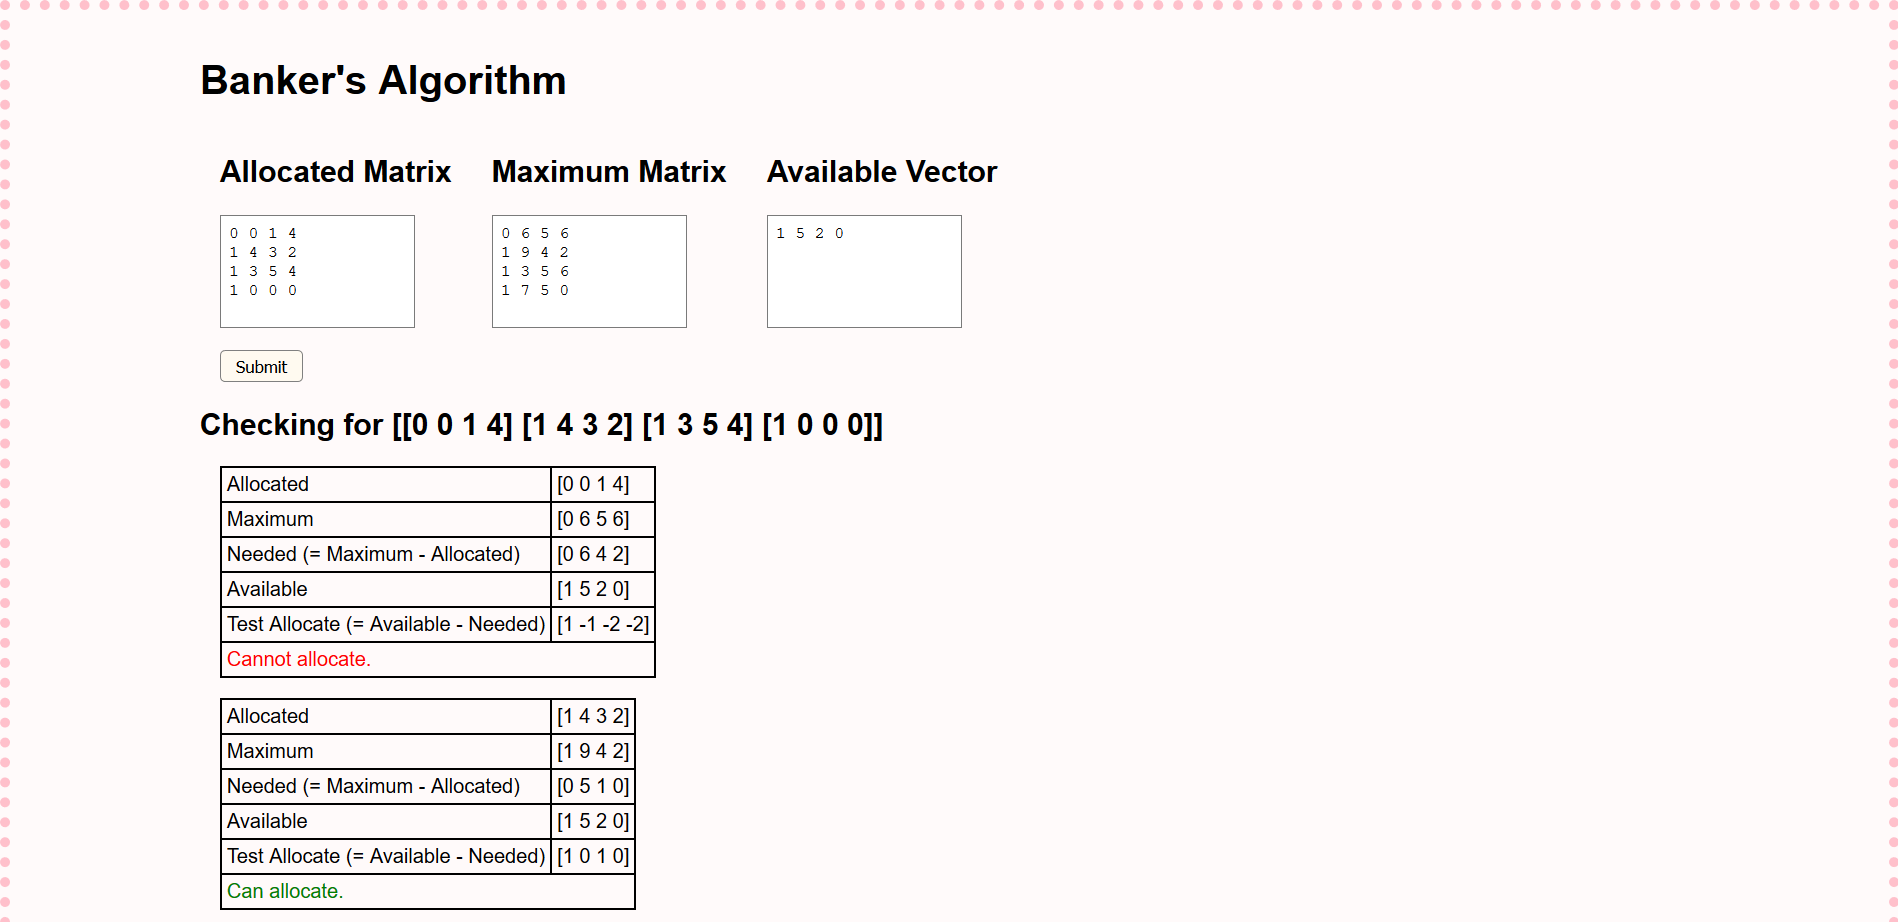 Banker's Algorithm
Allocated Matrix Maximum Matrix Available Vector
0 0 1 4
1 4 3 2
1 3 5 4
1 0 0 0
0 6 5 6
1 9 4 2
1 3 5 6
1 7 5 0
1 5 2 0
Submit
Checking for [[0 0 1 4] [1 4 3 2] [1 3 5 4] [1 0 0 0]]
Allocated [0 0 1 4]
Maximum [0 6 5 6]
Needed (= Maximum - Allocated) [0 6 4 2]
Available [1 5 2 0]
Test Allocate (= Available - Needed) [1 -1 -2 -2]
Cannot allocate.
Allocated [1 4 3 2]
Maximum [1 9 4 2]
Needed (= Maximum - Allocated) [0 5 1 0]
Available [1 5 2 0]
Test Allocate (= Available - Needed) [1 0 1 0]
Can allocate.